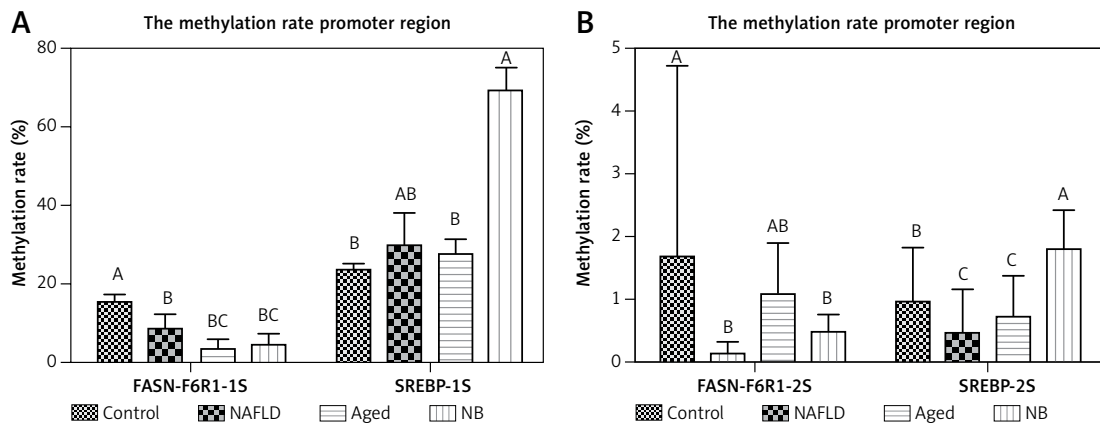 A
The methylation rate promoter region
Methylation rate (%)
80
60
40
20
0
A
B
BC
BC
B
AB
B
A
FASN-F6R1-1S
SREBP-1S
Control
NAFLD
Aged
NB
B
The methylation rate promoter region
Methylation rate (%)
5
4
3
2
1
0
A
B
AB
B
B
C
C
A
FASN-F6R1-2S
SREBP-2S
Control
NAFLD
Aged
NB